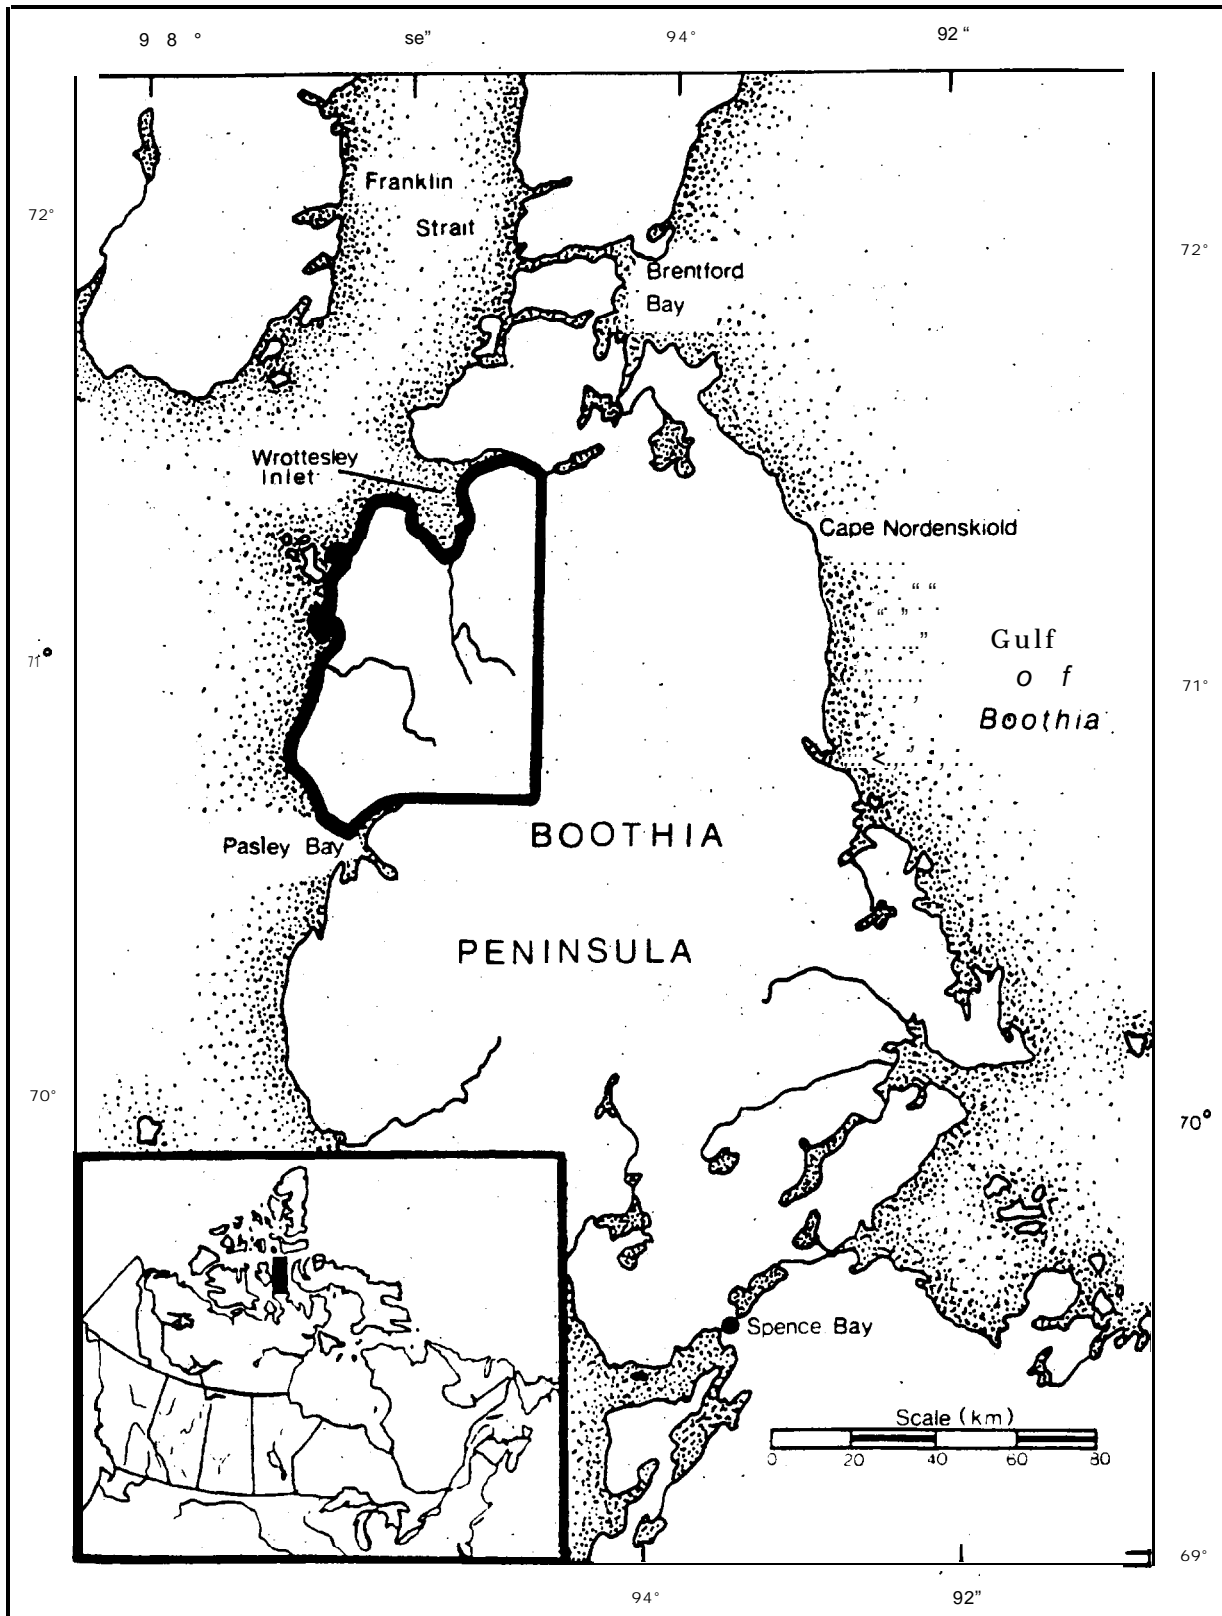 9 8 °
se”
94°
92“
Franklin
Strait
72°
72°
Brentford
Bay
Wrottesley
Inlet
Cape Nordenskiold
Gulf
o f
Boothia
71°
71°
BOOTHIA
Pasley Bay
PENINSULA
70°
70°
Spence Bay
Scale (km)
0 20 40 60 80
69°
94°
92”